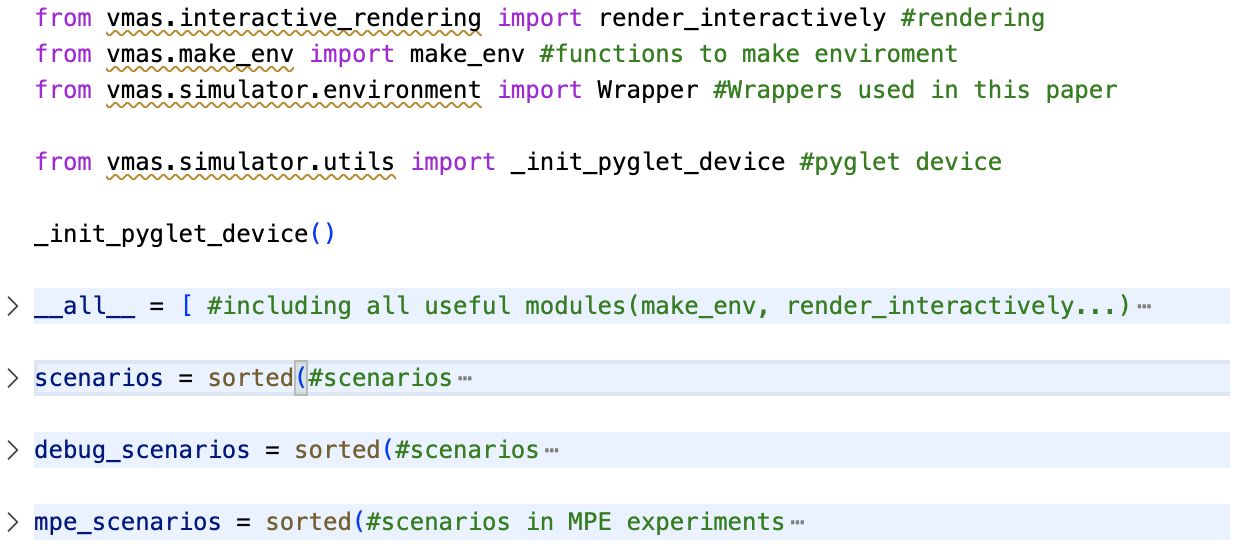 from vmas.interactive_rendering import render_interactively #rendering
from vmas.make_env import make_env #functions to make enviroment
from vmas.simulator.environment import Wrapper #Wrappers used in this paper
from vmas.simulator.utils import _init_pyglet_device #pyglet device
_init_pyglet_device()
__all__ = [ #including all useful modules(make_env, render_interactively...)⋯
scenarios = sorted(#scenarios⋯
debug_scenarios = sorted(#scenarios⋯
mpe_scenarios = sorted(#scenarios in MPE experiments⋯